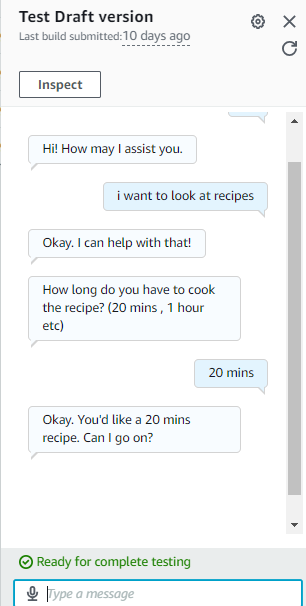 Test Draft version
Last build submitted:10 days ago
Inspect
Hi! How may I assist you.
i want to look at recipes
Okay. I can help with that!
How long do you have to cook
the recipe? (20 mins , 1 hour
etc)
20 mins
Okay. You'd like a 20 mins
recipe. Can I go on?
Ready for complete testing
Type a message